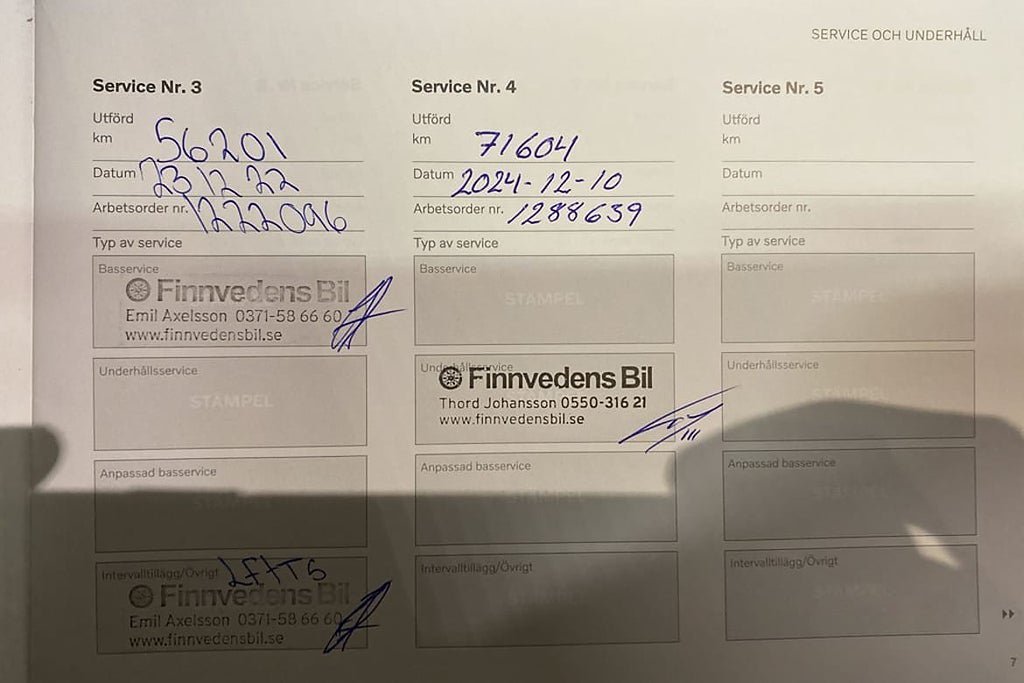 SERVICE OCH UNDERHÅLL
Service Nr. 3
Utförd
km 56201
Datum 23 12 22
Arbetsorder nr. 1222096
Typ av service
Basservice
Finnvedens Bil
Emil Axelsson 0371-58 66 60
www.finnvedensbil.se
Underhållsservice
STAMPEL
Anpassad basservice
STAMPEL
Intervalltillägg/Övrigt
Finnvedens Bil
Emil Axelsson 0371-58 66 60
www.finnvedensbil.se
Service Nr. 4
Utförd
km 71604
Datum 2024-12-10
Arbetsorder nr. 1288639
Typ av service
Basservice
STAMPEL
Underhållsservice
Finnvedens Bil
Thord Johansson 0550-316 21
www.finnvedensbil.se
Anpassad basservice
STAMPEL
Intervalltillägg/Övrigt
Service Nr. 5
Utförd
km
Datum
Arbetsorder nr.
Typ av service
Basservice
STAMPEL
Underhållsservice
STAMPEL
Anpassad basservice
STAMPEL
Intervalltillägg/Övrigt
7